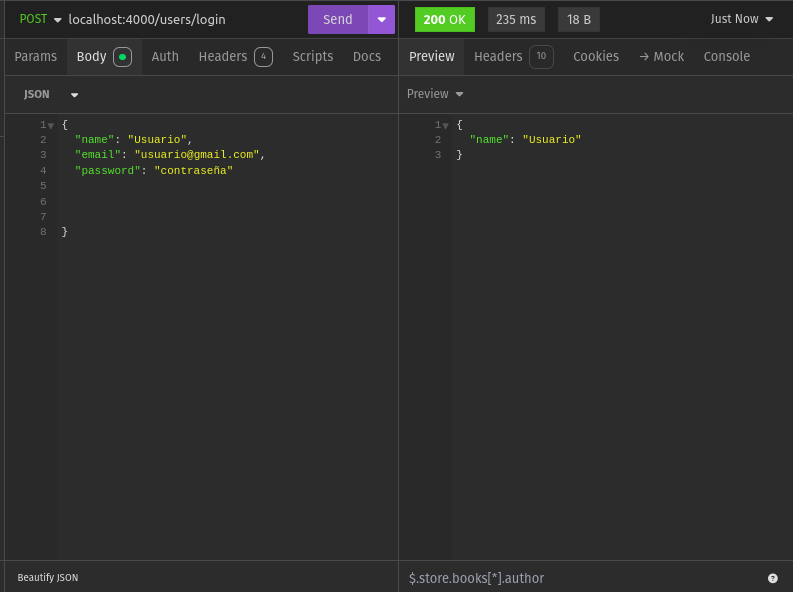 POST localhost:4000/users/login Send
200 OK 235 ms 18 B Just Now
Params Body Auth Headers 4 Scripts Docs
Preview Headers 10 Cookies → Mock Console
JSON
Preview
1 {
2 "name": "Usuario",
3 "email": "usuario@gmail.com",
4 "password": "contraseña"
5
6
7
8 }
1 {
2 "name": "Usuario"
3 }
Beautify JSON
$.store.books[*].author ?